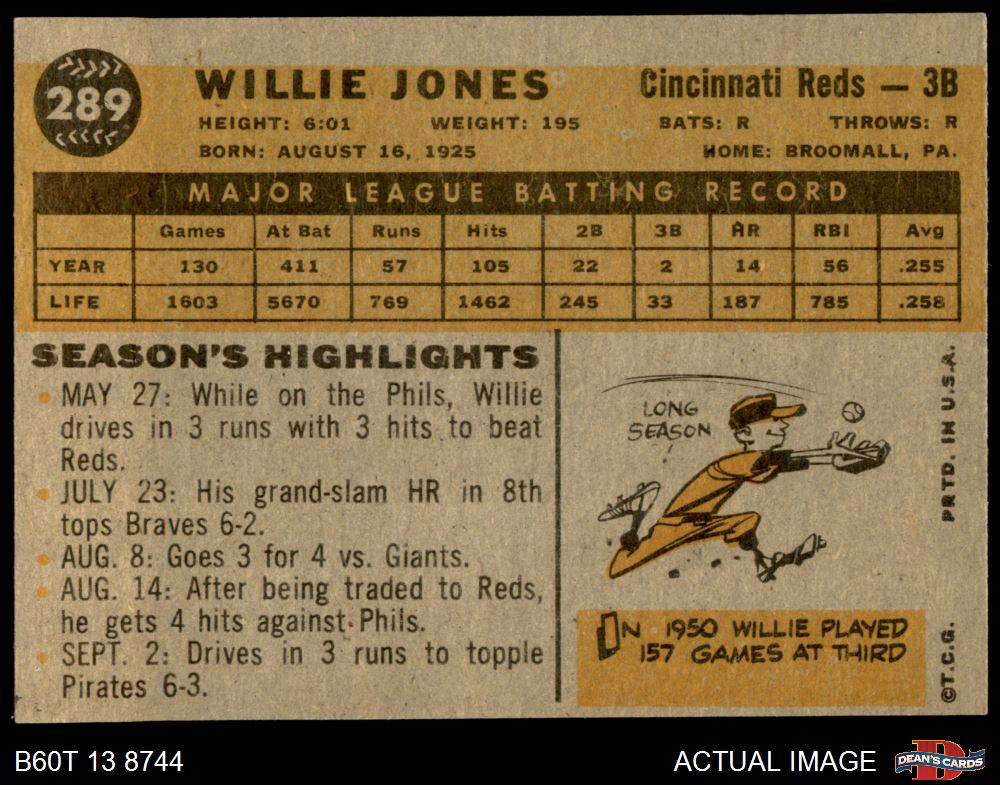 289
WILLIE JONES
Cincinnati Reds — 3B
HEIGHT: 6:01 WEIGHT: 195 BATS: R THROWS: R
BORN: AUGUST 16, 1925 HOME: BROOMALL, PA.
MAJOR LEAGUE BATTING RECORD
Games At Bat Runs Hits 2B 3B HR RBI Avg
YEAR 130 411 57 105 22 2 14 56 .255
LIFE 1603 5670 769 1462 245 33 187 785 .258
SEASON'S HIGHLIGHTS
• MAY 27: While on the Phils, Willie
drives in 3 runs with 3 hits to beat
Reds.
• JULY 23: His grand-slam HR in 8th
tops Braves 6-2.
• AUG. 8: Goes 3 for 4 vs. Giants.
• AUG. 14: After being traded to Reds,
he gets 4 hits against Phils.
• SEPT. 2: Drives in 3 runs to topple
Pirates 6-3.
LONG
SEASON
!
IN 1950 WILLIE PLAYED
157 GAMES AT THIRD
PRTD. IN U.S.A.
©T.C.G.
B60T 13 8744
ACTUAL IMAGE
D
DEAN'S CARDS